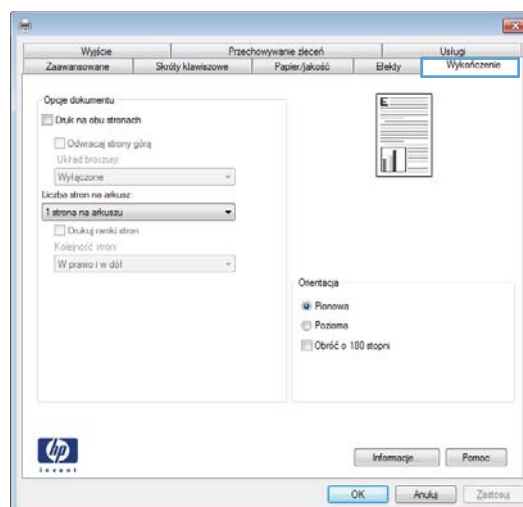 Wyjście Przechowywanie zleceń Usługi
Zaawansowane Skróty klawiszowe Papier/jakość Efekty Wykończenie
Opcje dokumentu
Druk na obu stronach
Odwracaj strony górą
Układ broszury:
Wyłączone
Liczba stron na arkusz:
1 strona na arkuszu
Drukuj ramki stron
Kolejność stron:
W prawo i w dół
E
Orientacja
Pionowa
Pozioma
Obróć o 180 stopni
hp
invent
Informacje... Pomoc
OK Anuluj Zastosuj